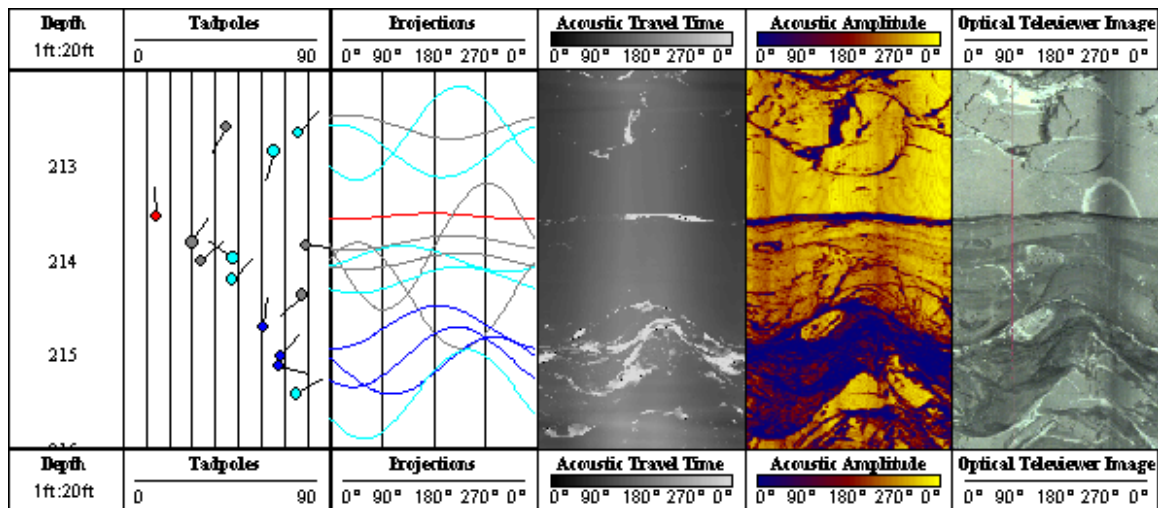 Depth Tadpoles Projections Acoustic Travel Time Acoustic Amplitude Optical Televiewer Image
1ft:20ft 0 90 0° 90° 180° 270° 0° 0° 90° 180° 270° 0° 0° 90° 180° 270° 0° 0° 90° 180° 270° 0°
213
214
215
Depth Tadpoles Projections Acoustic Travel Time Acoustic Amplitude Optical Televiewer Image
1ft:20ft 0 90 0° 90° 180° 270° 0° 0° 90° 180° 270° 0° 0° 90° 180° 270° 0° 0° 90° 180° 270° 0°